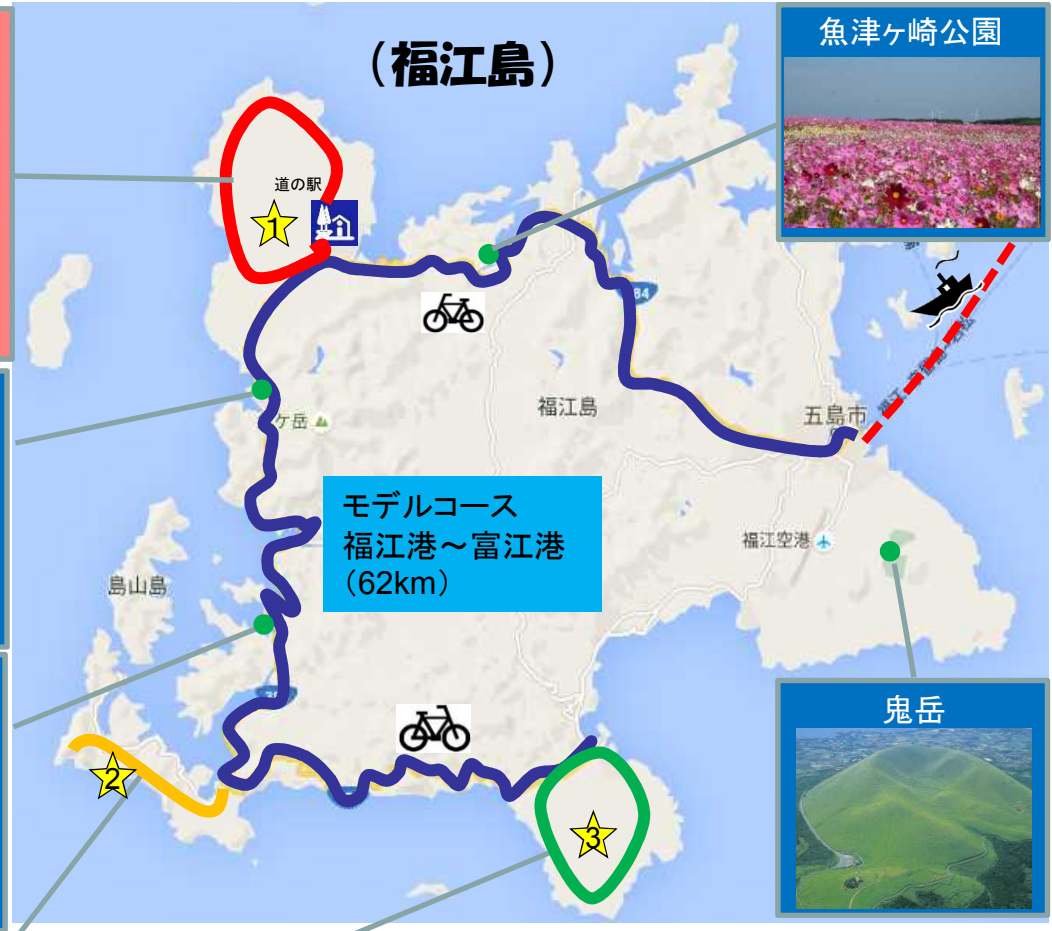 （福江島）
魚津ヶ崎公園
道の駅
1
84
福江島
五島市
ケ岳
モデルコース
福江港～富江港
（62km）
福江空港
島山島
鬼岳
2
3